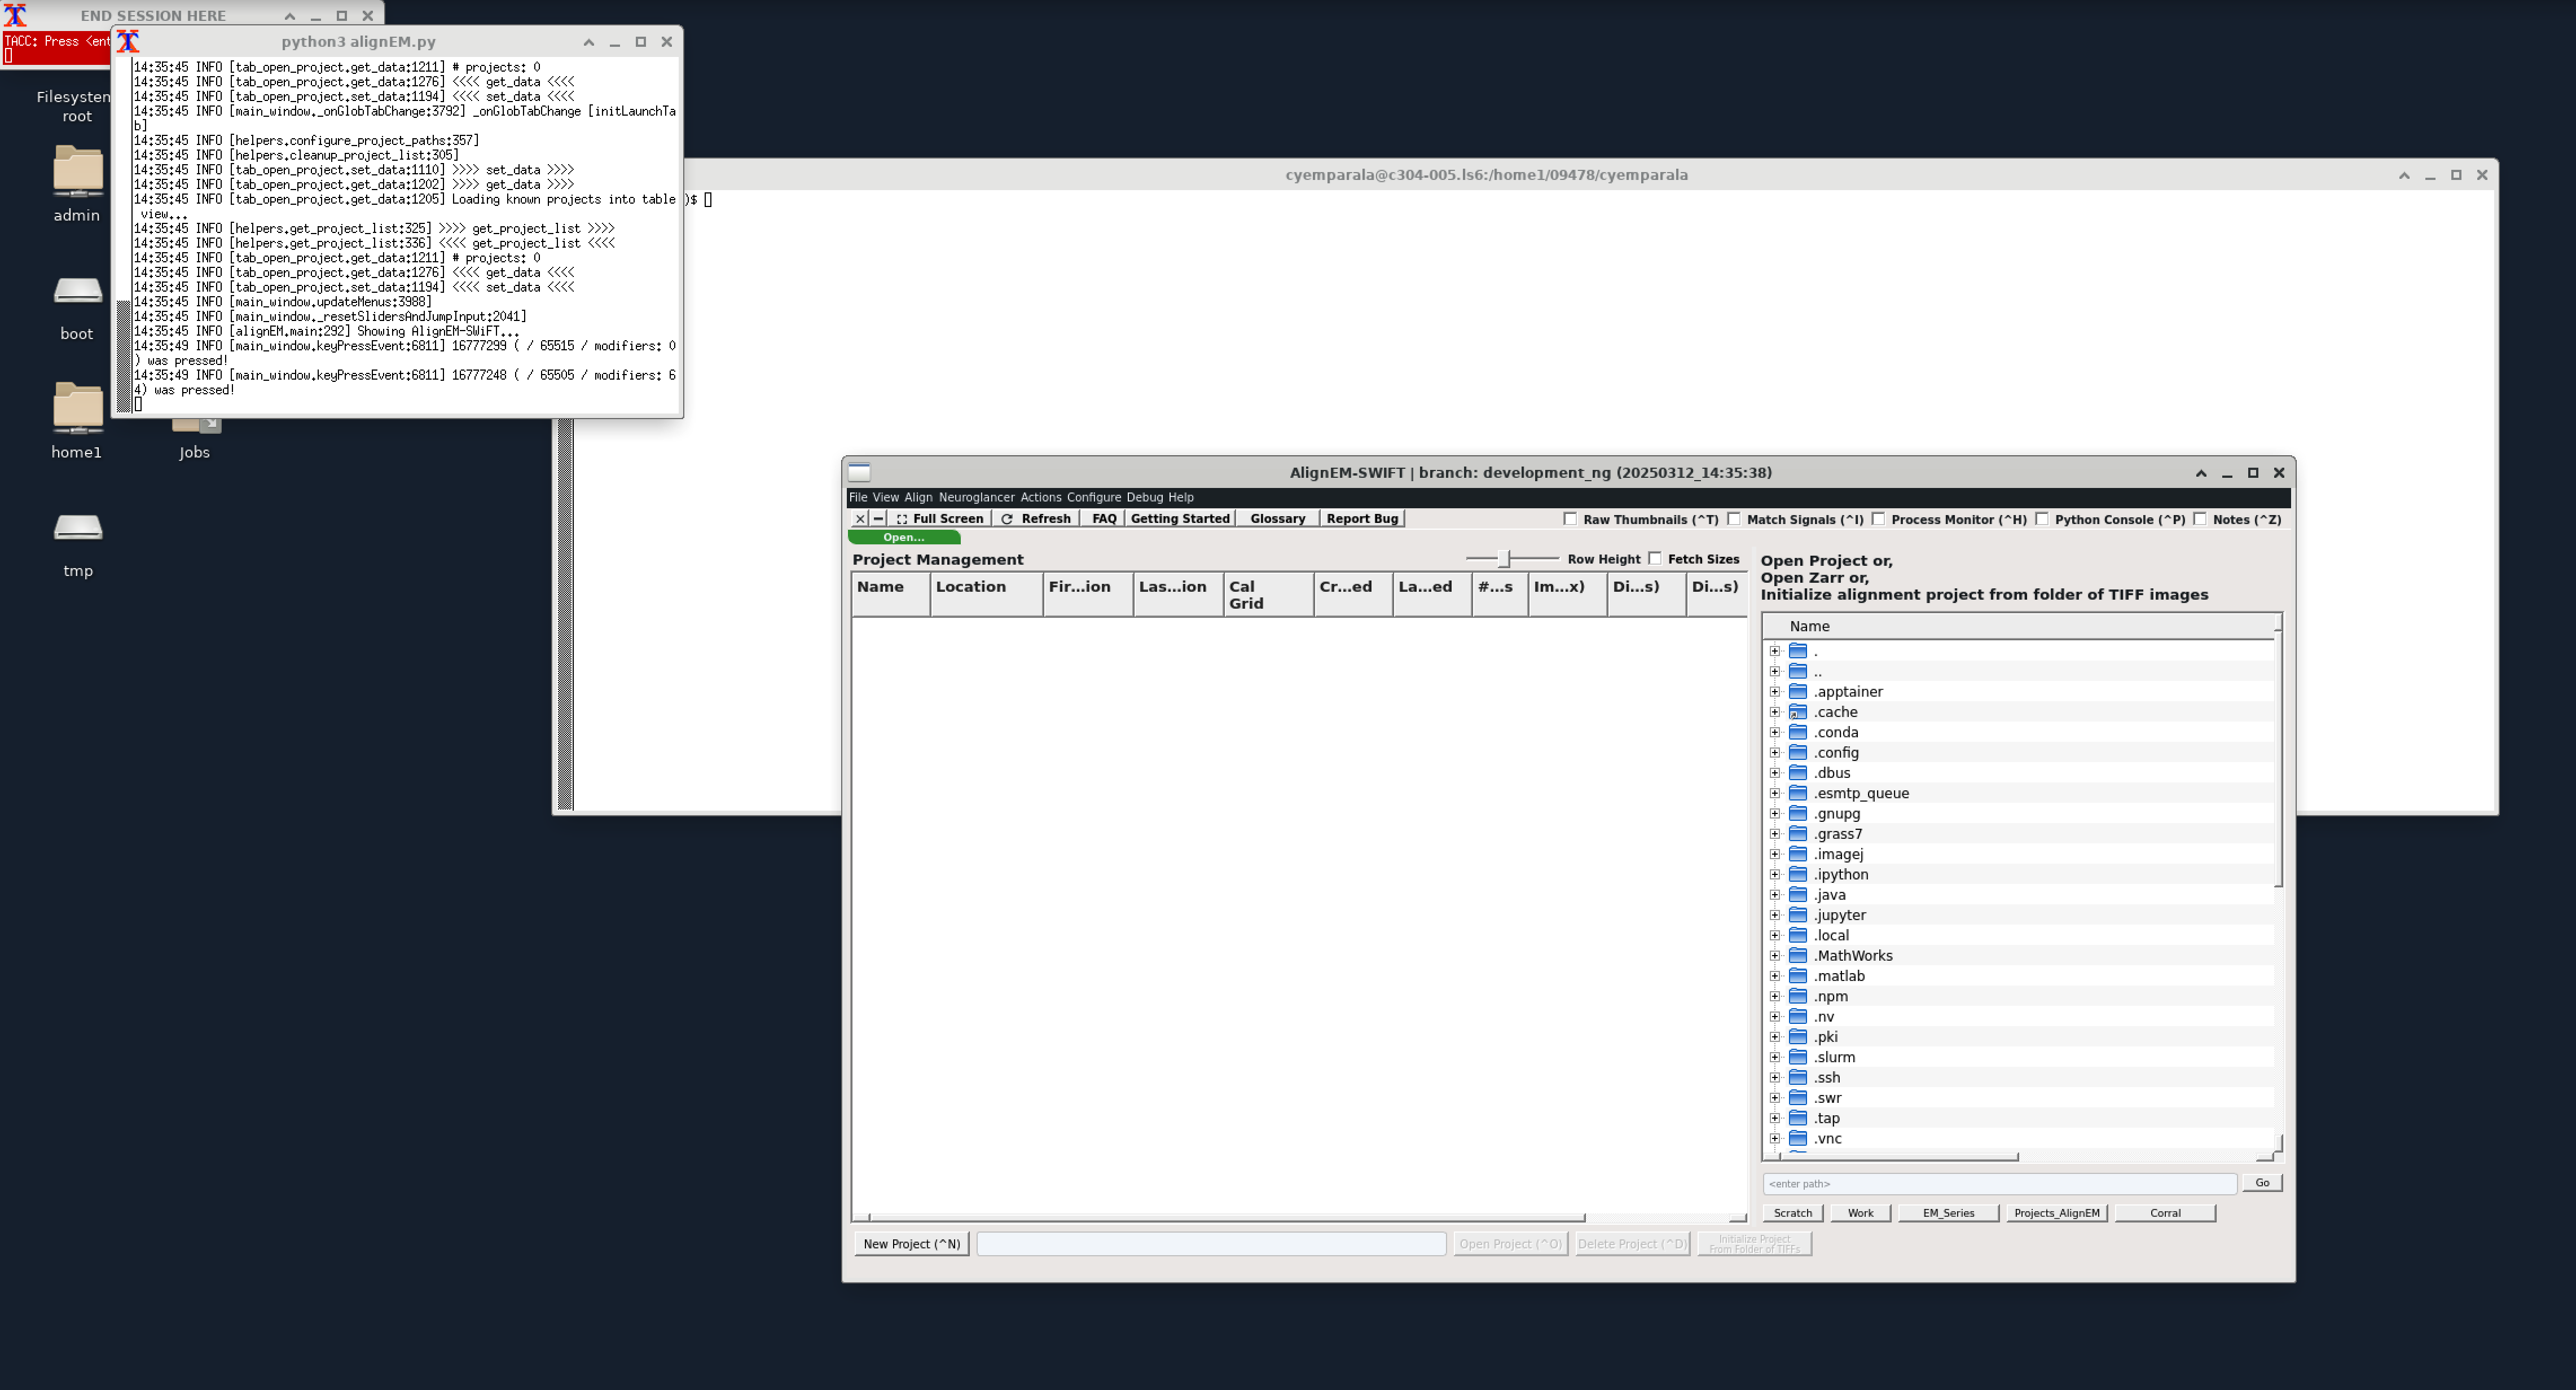 END SESSION HERE
TACC: Press <ent
python3 alignEM.py
14:35:45 INFO [tab_open_project.get_data:1211] # projects: 0
14:35:45 INFO [tab_open_project.get_data:1276] <<<< get_data <<<<
14:35:45 INFO [tab_open_project.set_data:1194] <<<< set_data <<<<
14:35:45 INFO [main_window._onGlobTabChange:3792] _onGlobTabChange [initLaunchTa
b]
14:35:45 INFO [helpers.configure_project_paths:357]
14:35:45 INFO [helpers.cleanup_project_list:305]
14:35:45 INFO [tab_open_project.set_data:1110] >>>> set_data >>>>
14:35:45 INFO [tab_open_project.get_data:1202] >>>> get_data >>>>
14:35:45 INFO [tab_open_project.get_data:1205] Loading known projects into table
view...
14:35:45 INFO [helpers.get_project_list:325] >>>> get_project_list >>>>
14:35:45 INFO [helpers.get_project_list:336] <<<< get_project_list <<<<
14:35:45 INFO [tab_open_project.get_data:1211] # projects: 0
14:35:45 INFO [tab_open_project.get_data:1276] <<<< get_data <<<<
14:35:45 INFO [tab_open_project.set_data:1194] <<<< set_data <<<<
14:35:45 INFO [main_window.updateMenus:3988]
14:35:45 INFO [main_window._resetSlidersAndJumpInput:2041]
14:35:45 INFO [alignEM.main:292] Showing AlignEM-SWiFT...
14:35:49 INFO [main_window.keyPressEvent:6811] 16777299 ( / 65515 / modifiers: 0
) was pressed!
14:35:49 INFO [main_window.keyPressEvent:6811] 16777248 ( / 65505 / modifiers: 6
4) was pressed!
Filesystem
root
admin
boot
home1
Jobs
tmp
cyemparala@c304-005.ls6:/home1/09478/cyemparala
)$
AlignEM-SWIFT | branch: development_ng (20250312_14:35:38)
File View Align Neuroglancer Actions Configure Debug Help
Full Screen Refresh FAQ Getting Started Glossary Report Bug Raw Thumbnails (^T) Match Signals (^I) Process Monitor (^H) Python Console (^P) Notes (^Z)
Open...
Project Management Row Height Fetch Sizes
Name Location Fir...ion Las...ion Cal Grid Cr...ed La...ed #...s Im...x) Di...s) Di...s)
Open Project or,
Open Zarr or,
Initialize alignment project from folder of TIFF images
Name
.
..
.apptainer
.cache
.conda
.config
.dbus
.esmtp_queue
.gnupg
.grass7
.imagej
.ipython
.java
.jupyter
.local
.MathWorks
.matlab
.npm
.nv
.pki
.slurm
.ssh
.swr
.tap
.vnc
<enter path> Go
Scratch Work EM_Series Projects_AlignEM Corral
New Project (^N) Open Project (^O) Delete Project (^D) Initialize Project
From Folder of TIFFs